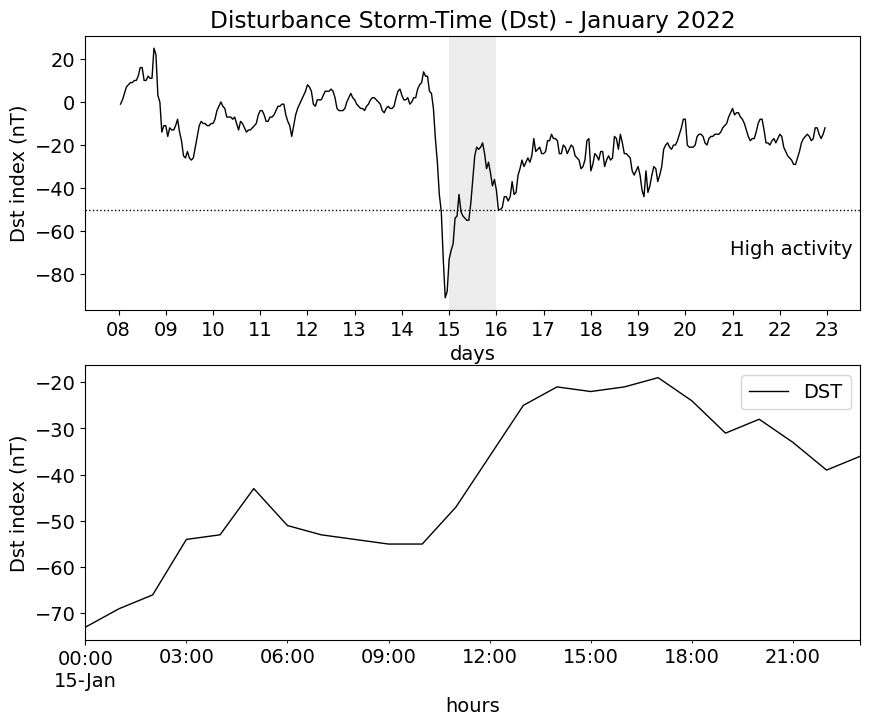 Disturbance Storm-Time (Dst) - January 2022
Dst index (nT)
20
0
−20
−40
−60
−80
High activity
08 09 10 11 12 13 14 15 16 17 18 19 20 21 22 23
days
Dst index (nT)
−20
−30
−40
−50
−60
−70
DST
00:00 03:00 06:00 09:00 12:00 15:00 18:00 21:00
15-Jan
hours